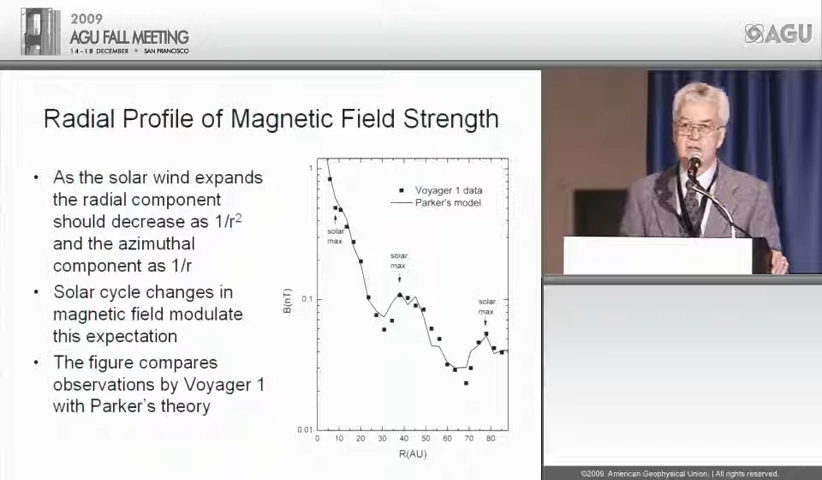 2009
AGU FALL MEETING
14-18 DECEMBER • SAN FRANCISCO
AGU
Radial Profile of Magnetic Field Strength
• As the solar wind expands
the radial component
should decrease as 1/r²
and the azimuthal
component as 1/r
• Solar cycle changes in
magnetic field modulate
this expectation
• The figure compares
observations by Voyager 1
with Parker's theory
1
Voyager 1 data
Parker's model
solar
max
solar
max
B(nT)
0.1
solar
max
0.01
0 10 20 30 40 50 60 70 80
R(AU)
©2009. American Geophysical Union. | All rights reserved.